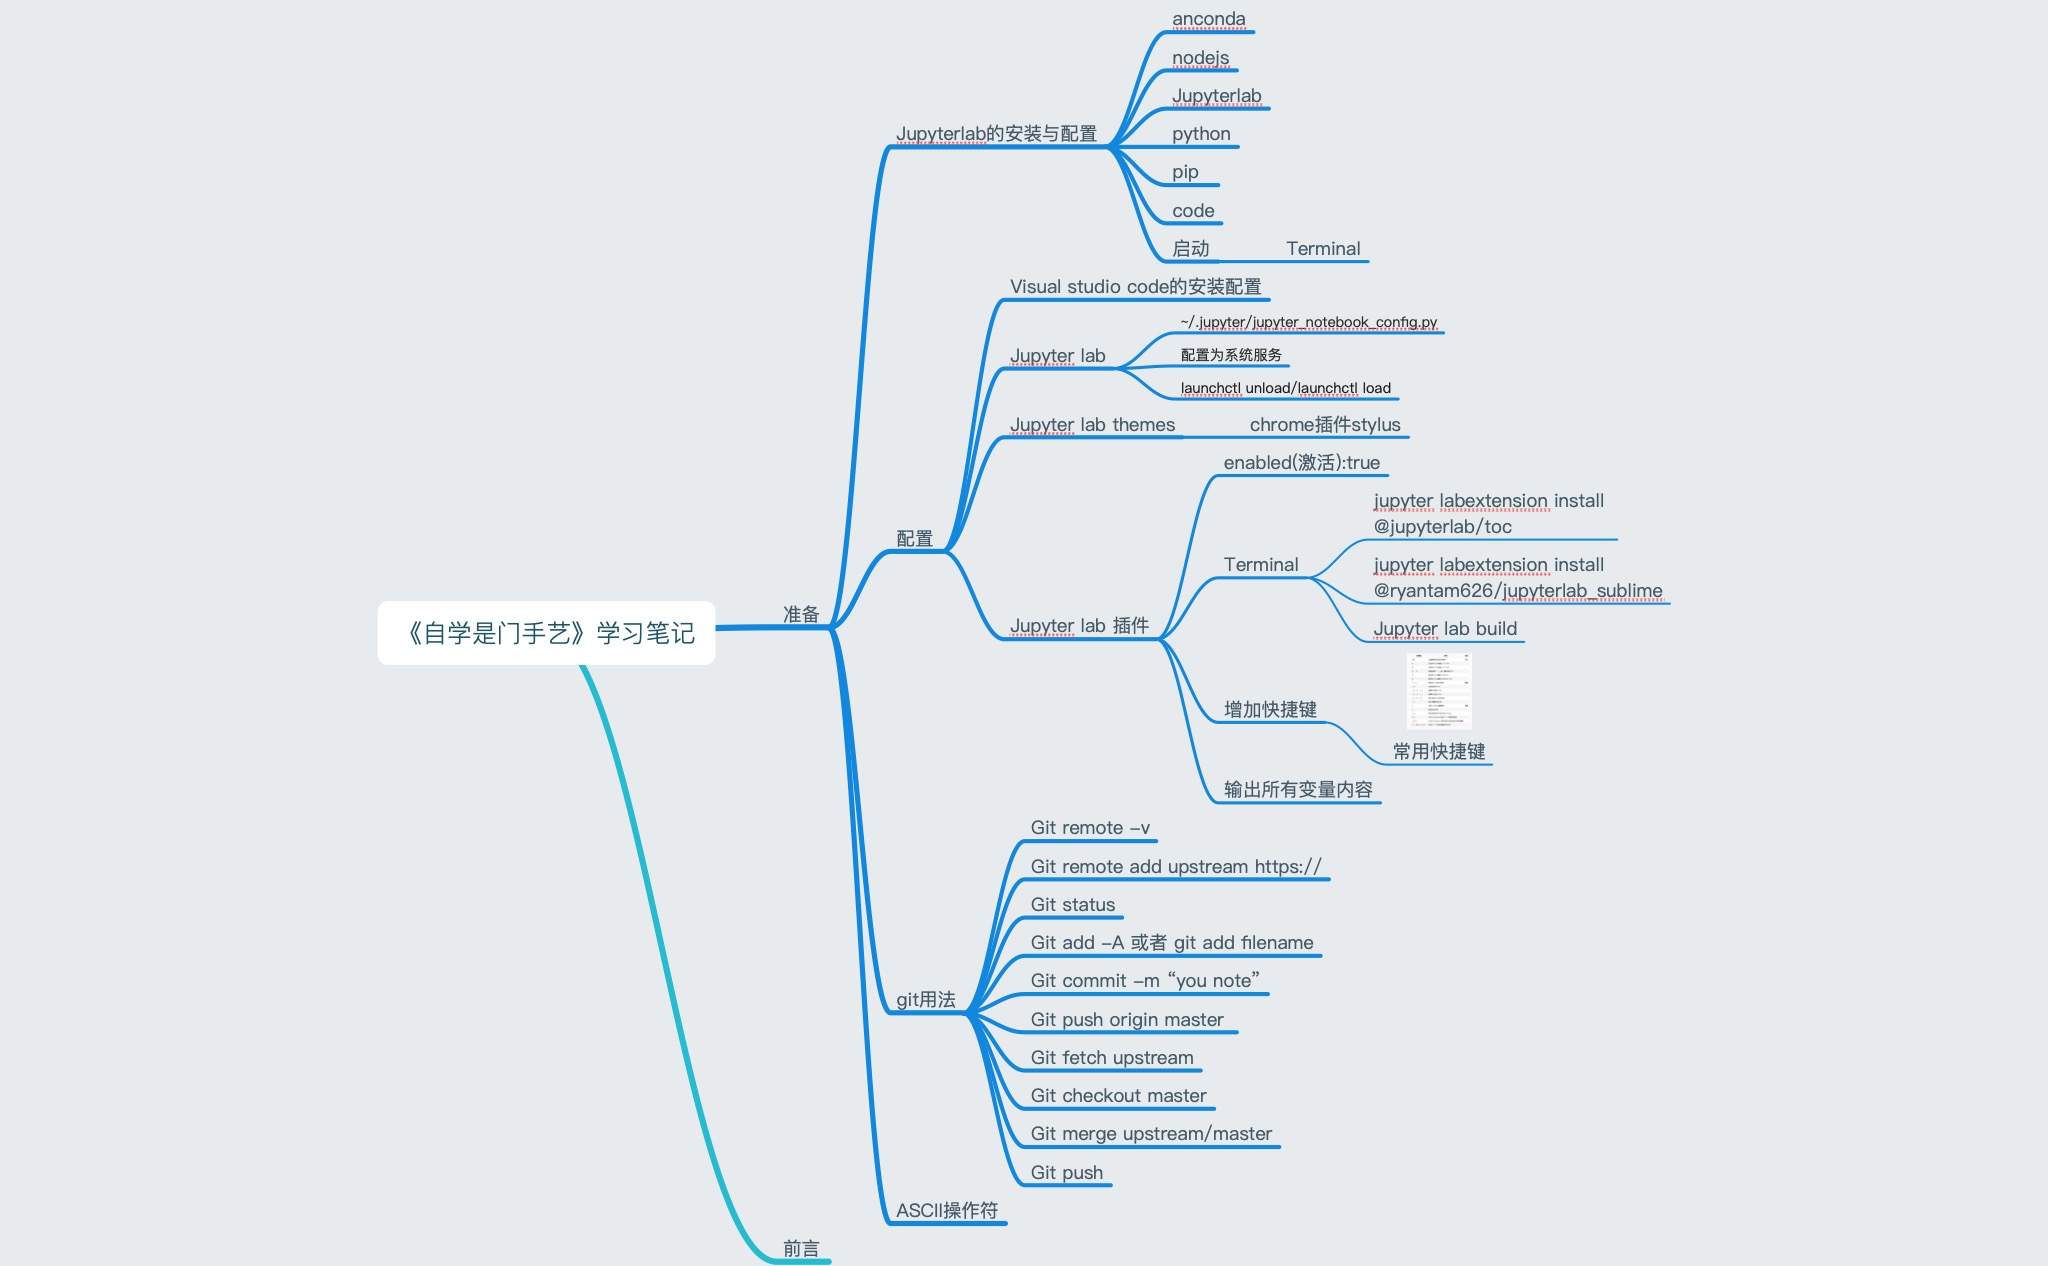 anconda
nodejs
Jupyterlab
Jupyterlab的安装与配置
python
pip
code
启动
Terminal
Visual studio code的安装配置
~/.jupyter/jupyter_notebook_config.py
Jupyter lab
配置为系统服务
launchctl unload/launchctl load
Jupyter lab themes
chrome插件stylus
enabled(激活):true
jupyter labextension install
@jupyterlab/toc
配置
Terminal
jupyter labextension install
@ryantam626/jupyterlab_sublime
《自学是门手艺》学习笔记
准备
Jupyter lab 插件
Jupyter lab build
增加快捷键
常用快捷键
输出所有变量内容
Git remote -v
Git remote add upstream https://
Git status
Git add -A 或者 git add filename
Git commit -m “you note”
git用法
Git push origin master
Git fetch upstream
Git checkout master
Git merge upstream/master
Git push
ASCII操作符
前言